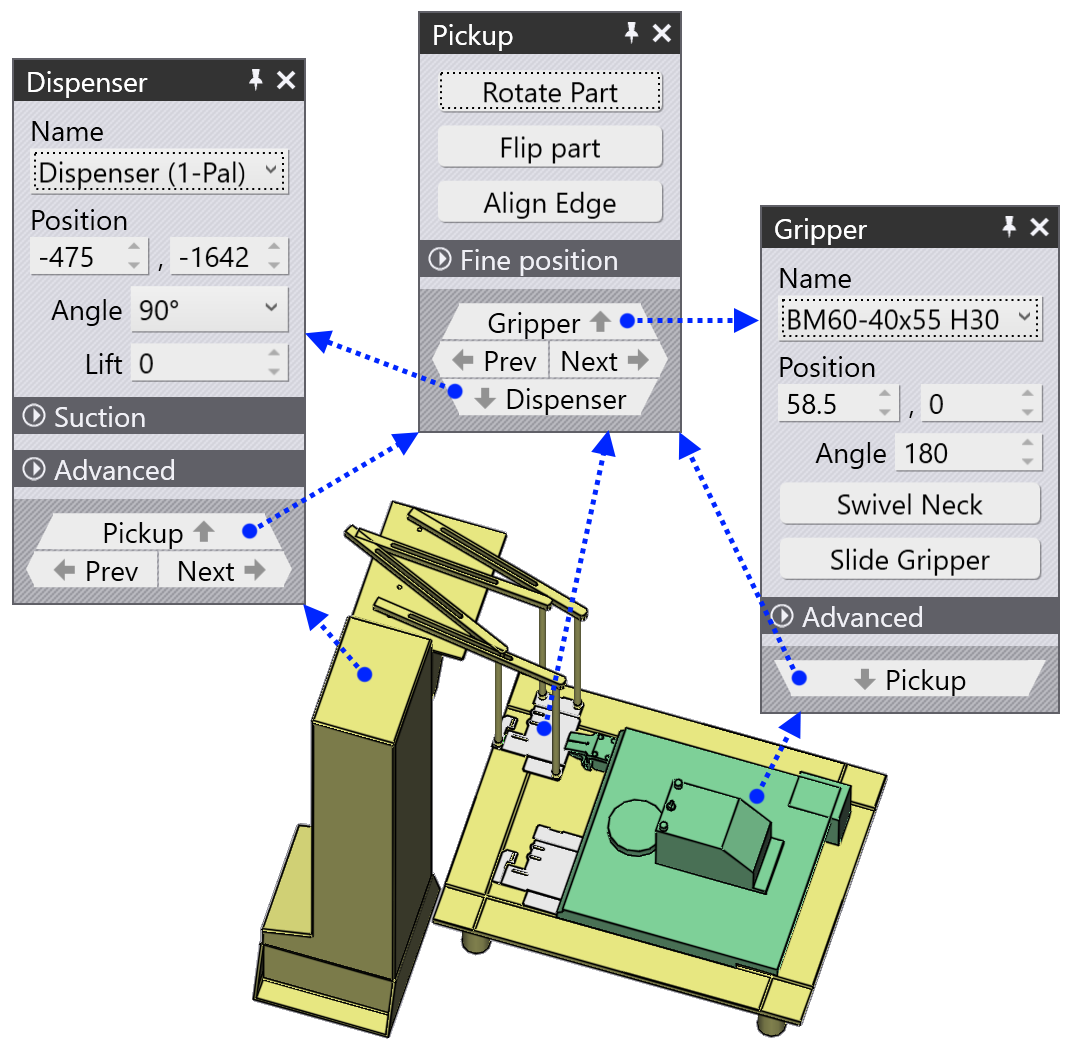 Dispenser
Name
Dispenser (1-Pal)
Position
-475 , -1642
Angle 90°
Lift 0
Suction
Advanced
Pickup
Prev Next
Pickup
Rotate Part
Flip part
Align Edge
Fine position
Gripper
Prev Next
Dispenser
Gripper
Name
BM60-40x55 H30
Position
58.5 , 0
Angle 180
Swivel Neck
Slide Gripper
Advanced
Pickup